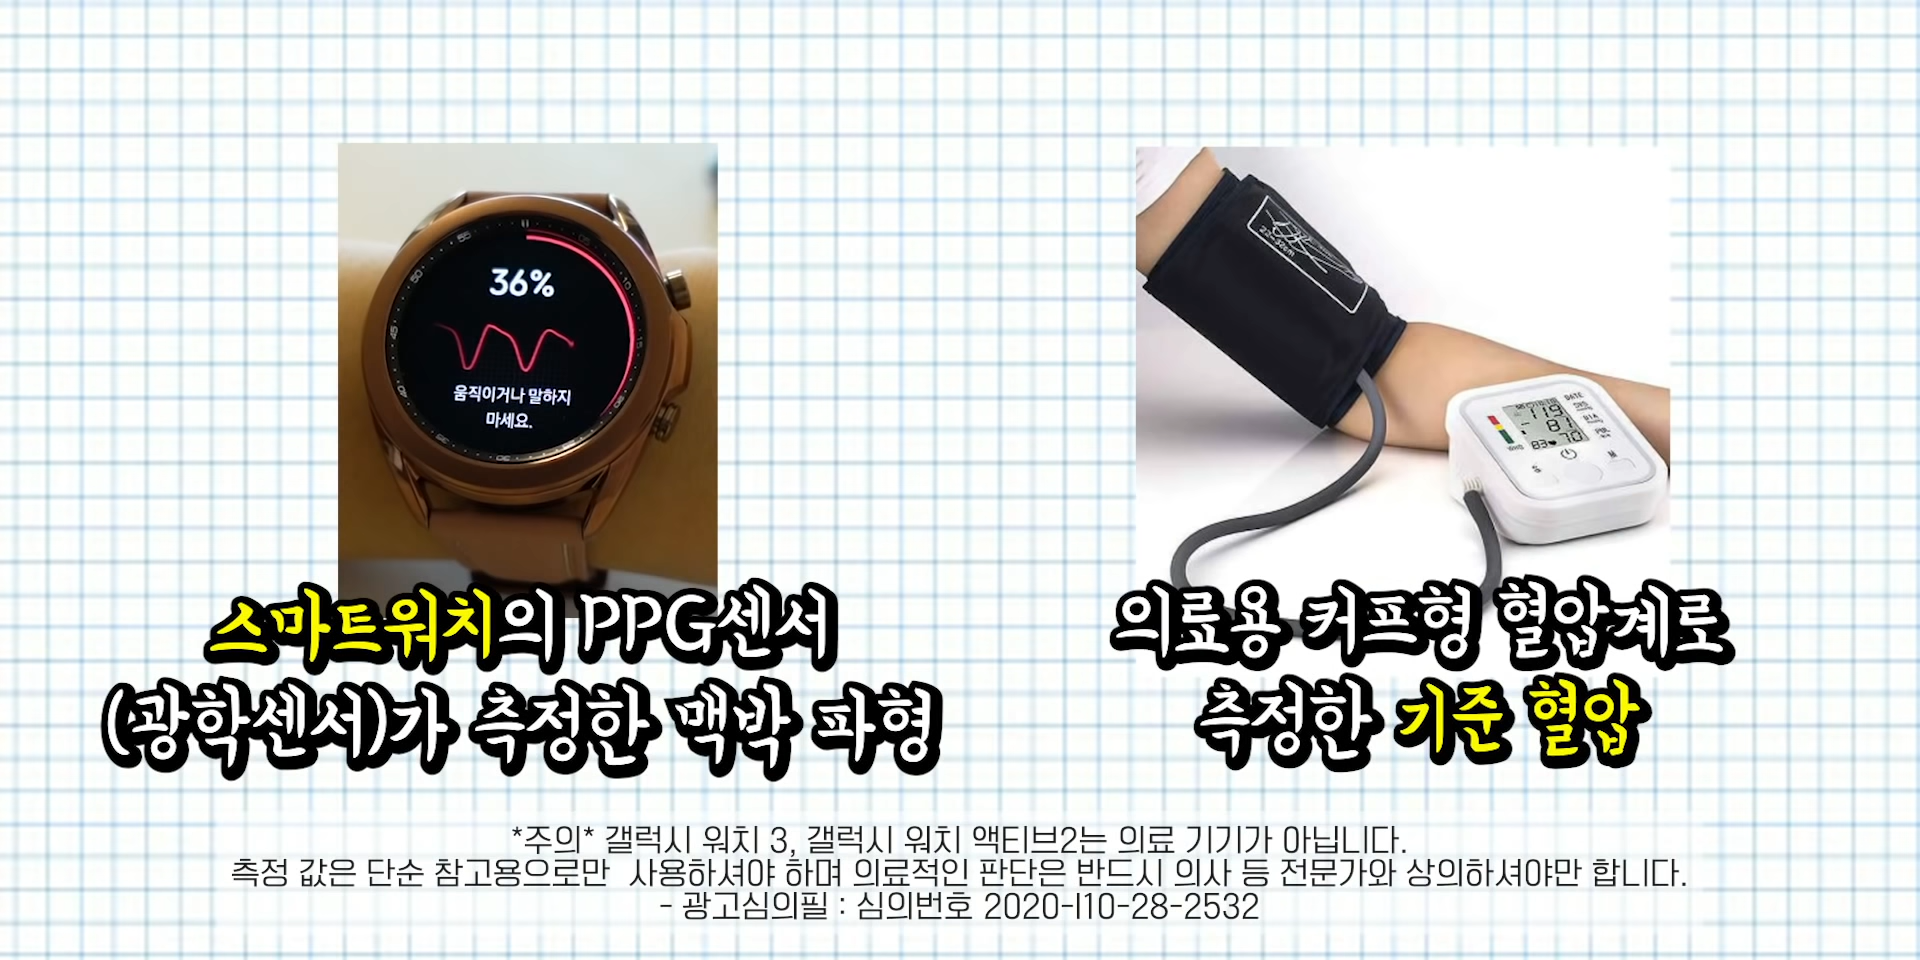 36%
움직이거나 말하지
마세요.
22~32cm
DATE
119
81
83 70
S
M
스마트워치의 PPG센서
(광학센서)가 측정한 맥박 파형
의료용 커프형 혈압계로
측정한 기준 혈압
*주의* 갤럭시 워치 3, 갤럭시 워치 액티브2는 의료 기기가 아닙니다.
측정 값은 단순 참고용으로만 사용하셔야 하며 의료적인 판단은 반드시 의사 등 전문가와 상의하셔야만 합니다.
- 광고심의필 : 심의번호 2020-I10-28-2532